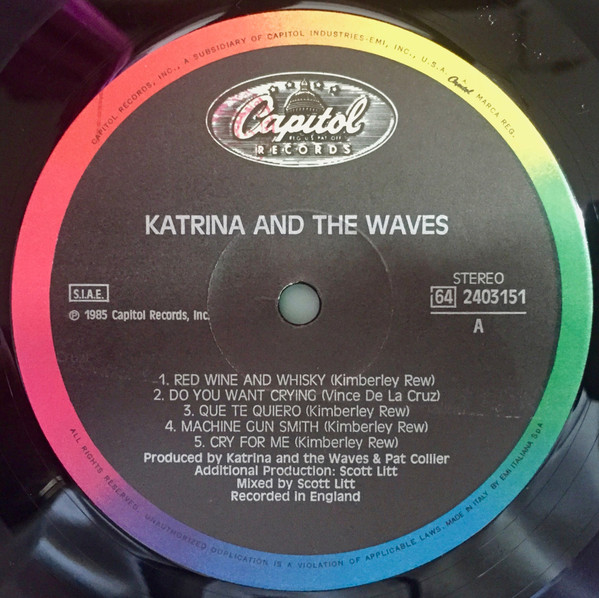 CAPITOL RECORDS, INC., A SUBSIDIARY OF CAPITOL INDUSTRIES-EMI, INC., U.S.A.
Capitol
MARCA REG.
Capitol
REG. U.S. PAT. OFF.
RECORDS
KATRINA AND THE WAVES
S.I.A.E.
℗ 1985 Capitol Records, Inc.
STEREO
64 2403151
A
1. RED WINE AND WHISKY (Kimberley Rew)
2. DO YOU WANT CRYING (Vince De La Cruz)
3. QUE TE QUIERO (Kimberley Rew)
4. MACHINE GUN SMITH (Kimberley Rew)
5. CRY FOR ME (Kimberley Rew)
Produced by Katrina and the Waves & Pat Collier
Additional Production: Scott Litt
Mixed by Scott Litt
Recorded in England
ALL RIGHTS RESERVED. UNAUTHORIZED DUPLICATION IS A VIOLATION OF APPLICABLE LAWS. MADE IN ITALY BY EMI ITALIANA SpA